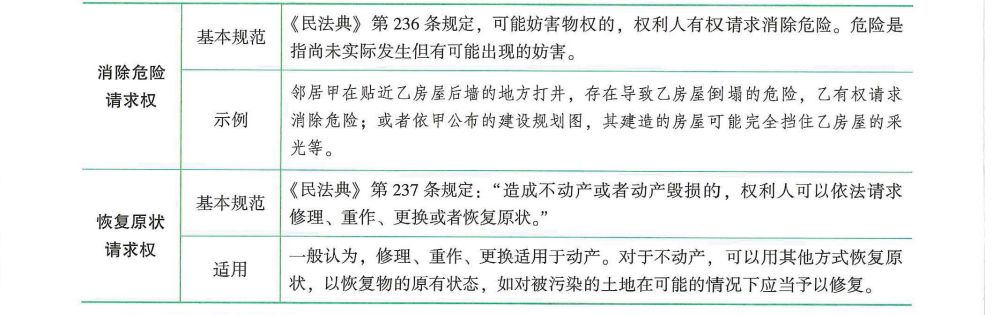 消除危险
请求权
基本规范
《民法典》第 236 条规定，可能妨害物权的，权利人有权请求消除危险。危险是
指尚未实际发生但有可能出现的妨害。
示例
邻居甲在贴近乙房屋后墙的地方打井，存在导致乙房屋倒塌的危险，乙有权请求
消除危险；或者依甲公布的建设规划图，其建造的房屋可能完全挡住乙房屋的采
光等。
恢复原状
请求权
基本规范
《民法典》第 237 条规定：“造成不动产或者动产毁损的，权利人可以依法请求
修理、重作、更换或者恢复原状。”
适用
一般认为，修理、重作、更换适用于动产。对于不动产，可以用其他方式恢复原
状，以恢复物的原有状态，如对被污染的土地在可能的情况下应当予以修复。